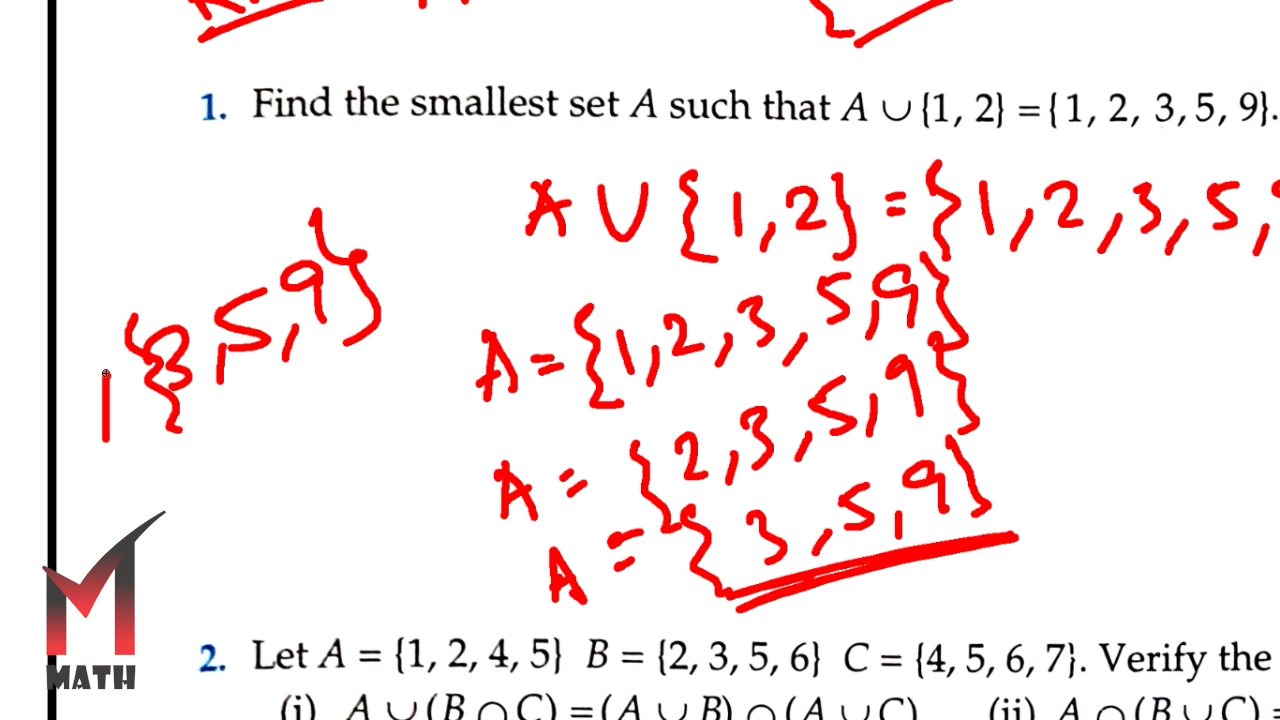 1. Find the smallest set A such that A ∪ {1, 2} = {1, 2, 3, 5, 9}.
A ∪ {1, 2} = {1, 2, 3, 5,
{3, 5, 9}
A = {1, 2, 3, 5, 9}
A = {2, 3, 5, 9}
A = {3, 5, 9}
M
MATH
2. Let A = {1, 2, 4, 5} B = {2, 3, 5, 6} C = {4, 5, 6, 7}. Verify the
(i) A ∪ (B ∩ C) = (A ∪ B) ∩ (A ∪ C) (ii) A ∩ (B ∪ C) =